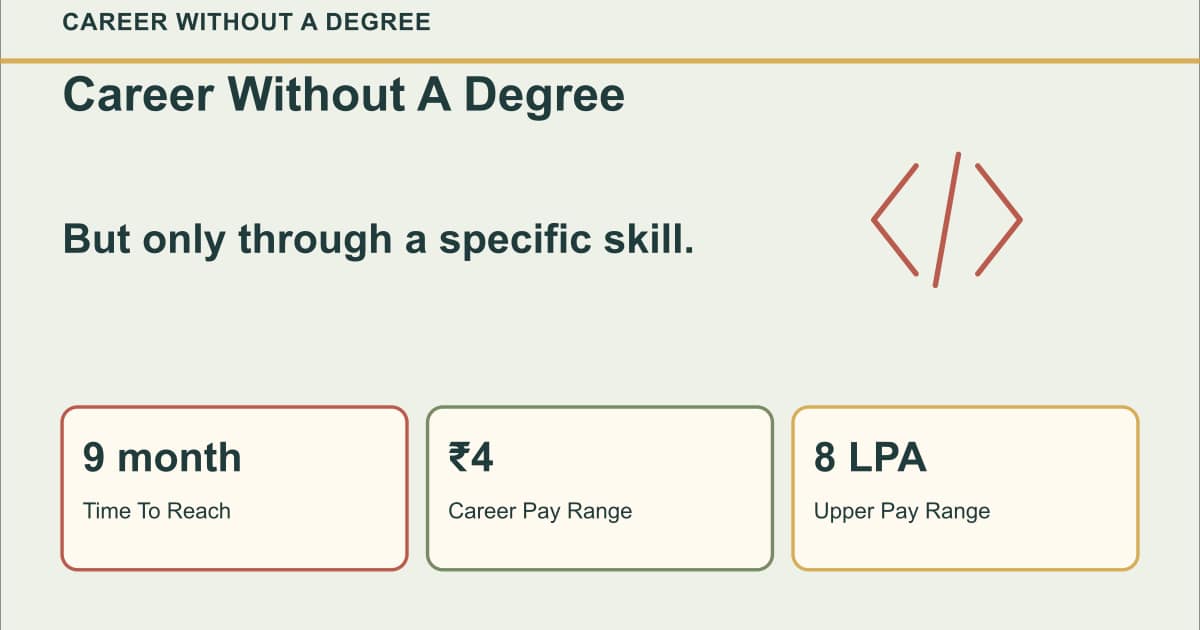 CAREER WITHOUT A DEGREE
Career Without A Degree
But only through a specific skill.
9 month
Time To Reach
₹4
Career Pay Range
8 LPA
Upper Pay Range